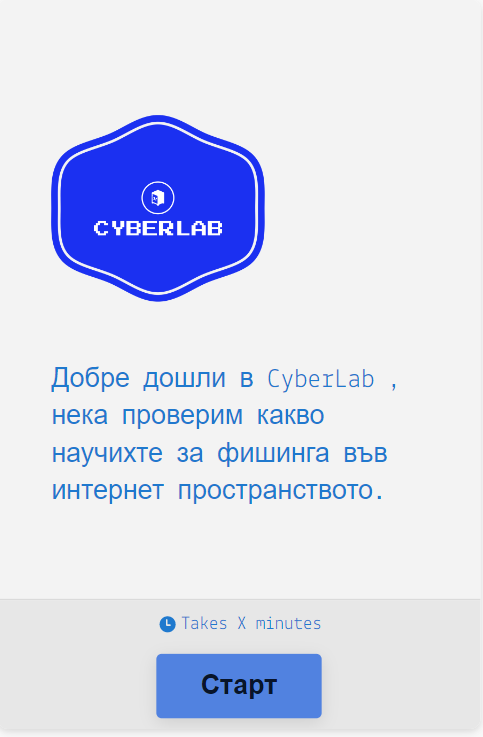 CYBERLAB
Добре дошли в CyberLab ,
нека проверим какво
научихте за фишинга във
интернет пространството.
Takes X minutes
Старт